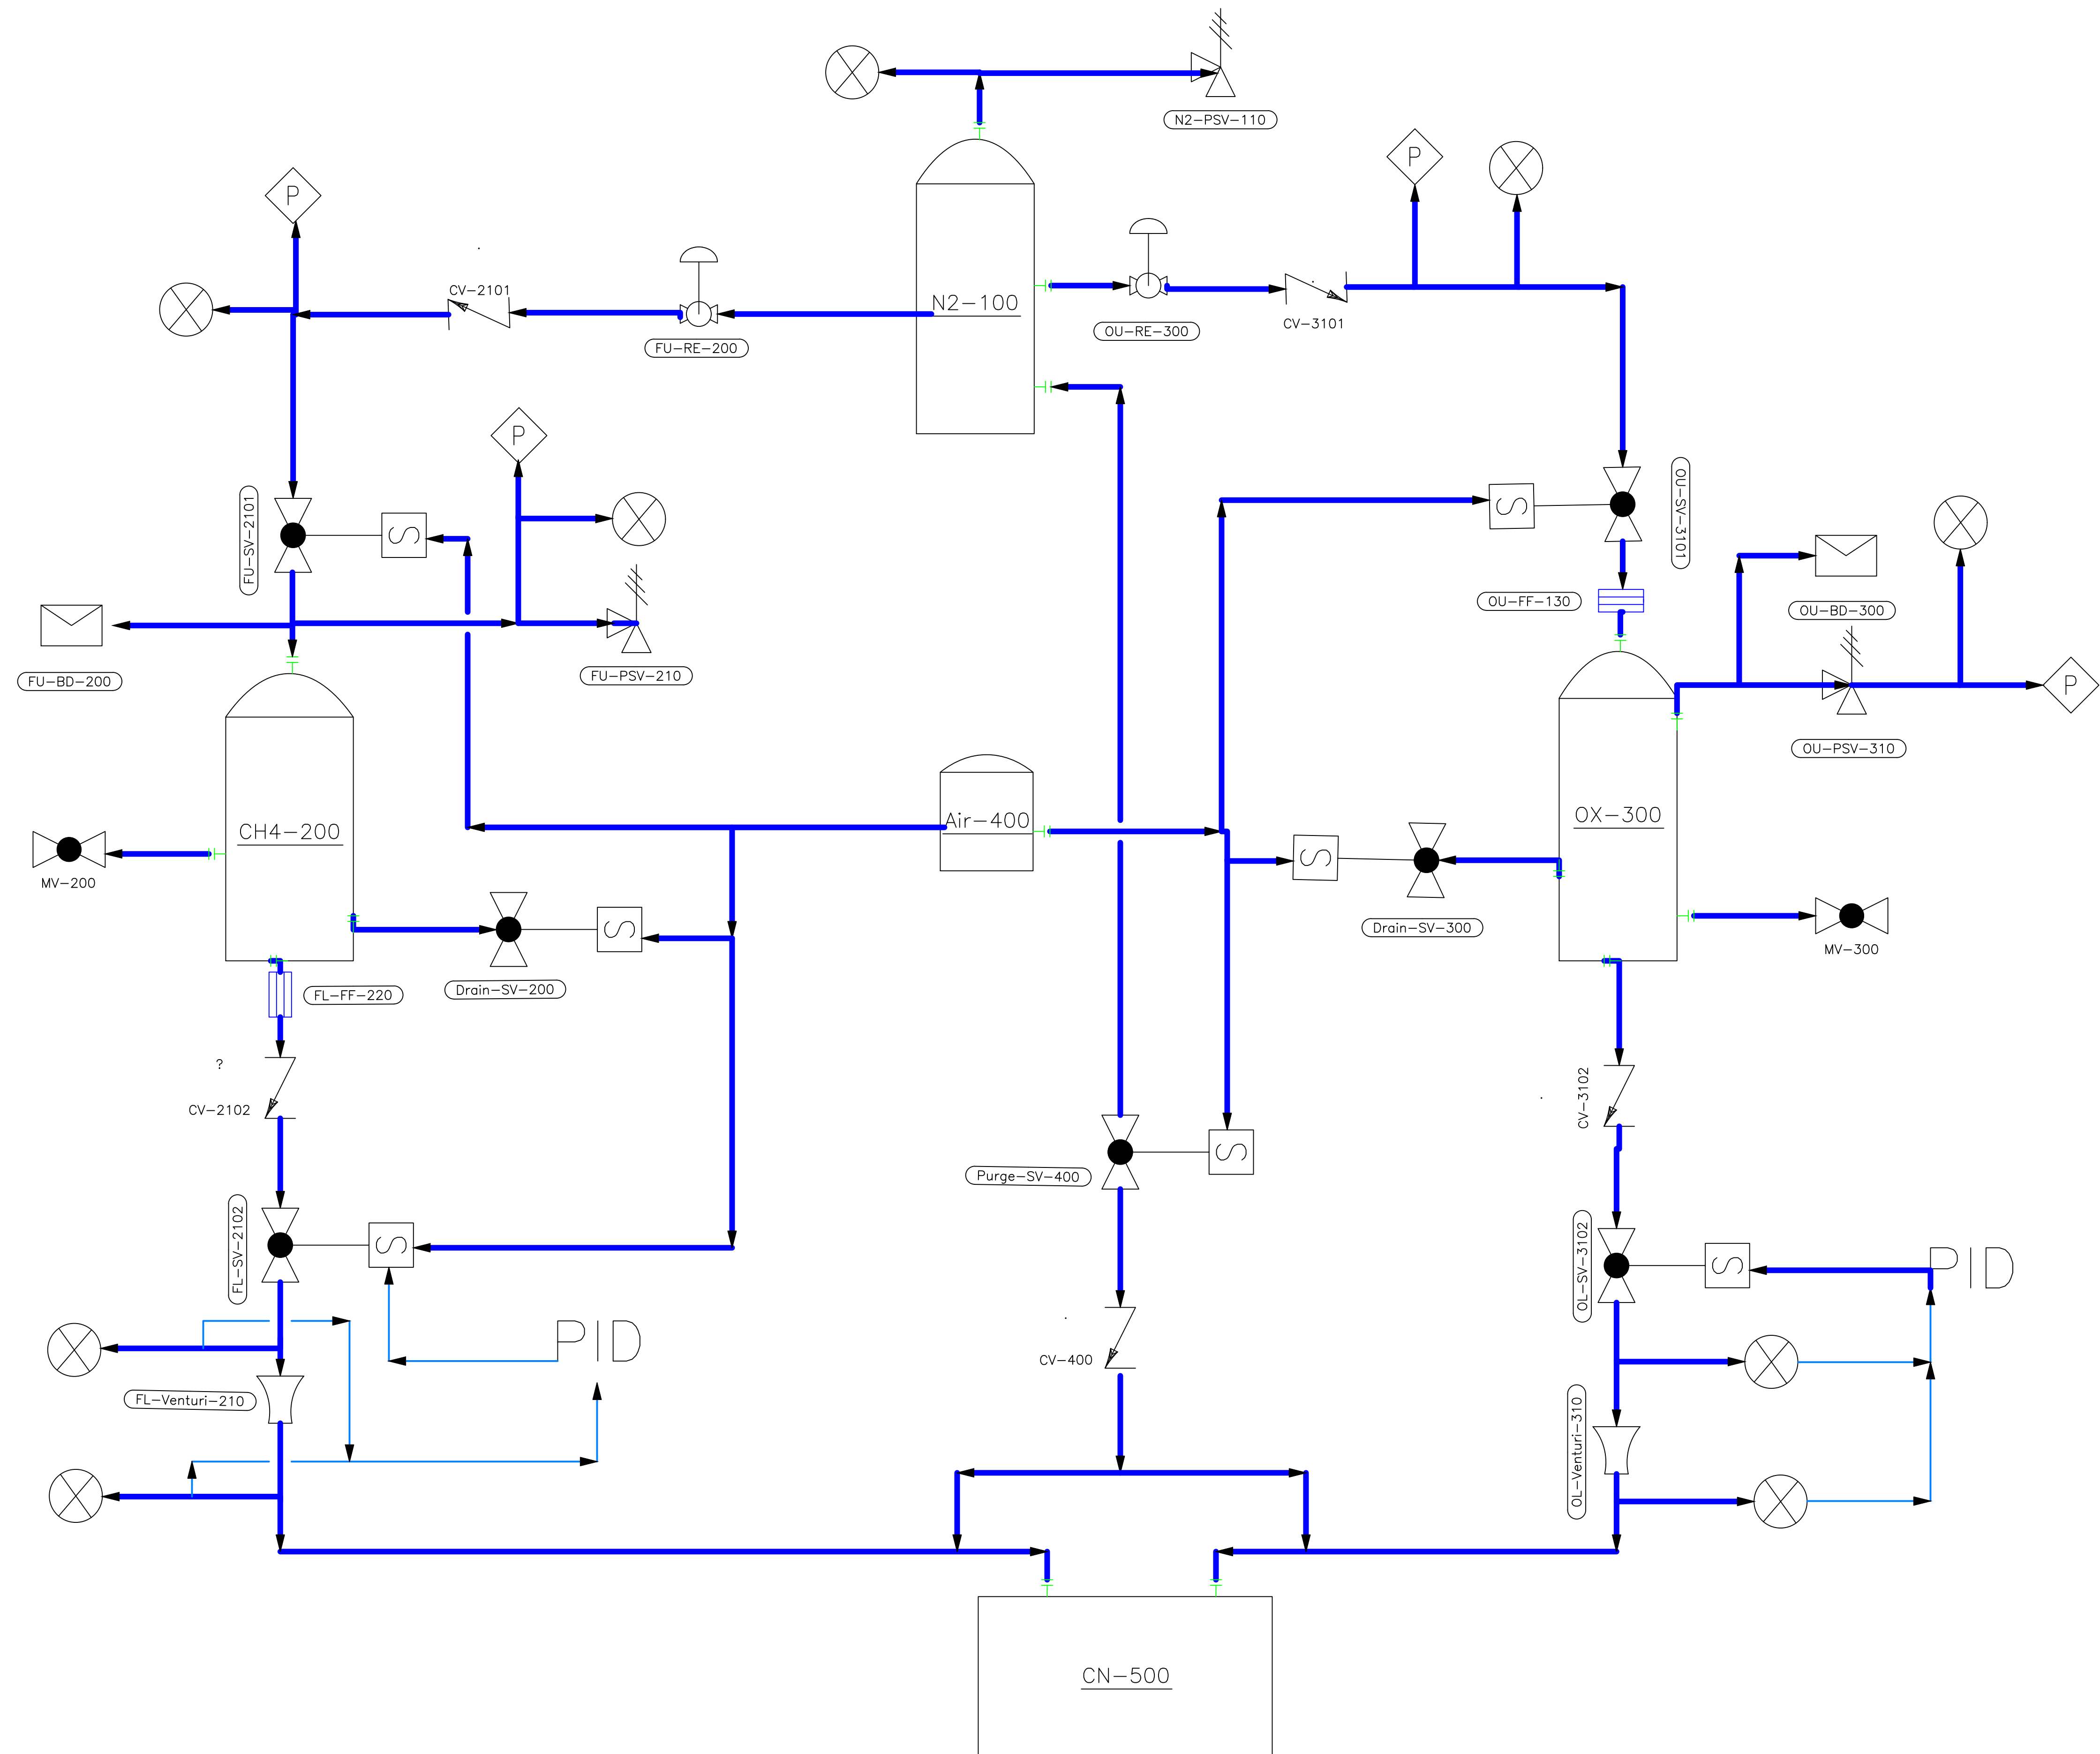 N2-PSV-110
P
P
N2-100
CV-2101
CV-3101
OU-RE-300
FU-RE-200
P
FU-SV-2101
S
S
OU-SV-3101
OU-FF-130
OU-BD-300
FU-BD-200
FU-PSV-210
P
OU-PSV-310
CH4-200
Air-400
OX-300
MV-200
S
Drain-SV-300
S
Drain-SV-200
MV-300
FL-FF-220
?
CV-2102
CV-3102
S
Purge-SV-400
FL-SV-2102
S
OL-SV-3102
S
PID
PID
CV-400
FL-Venturi-210
OL-Venturi-310
CN-500